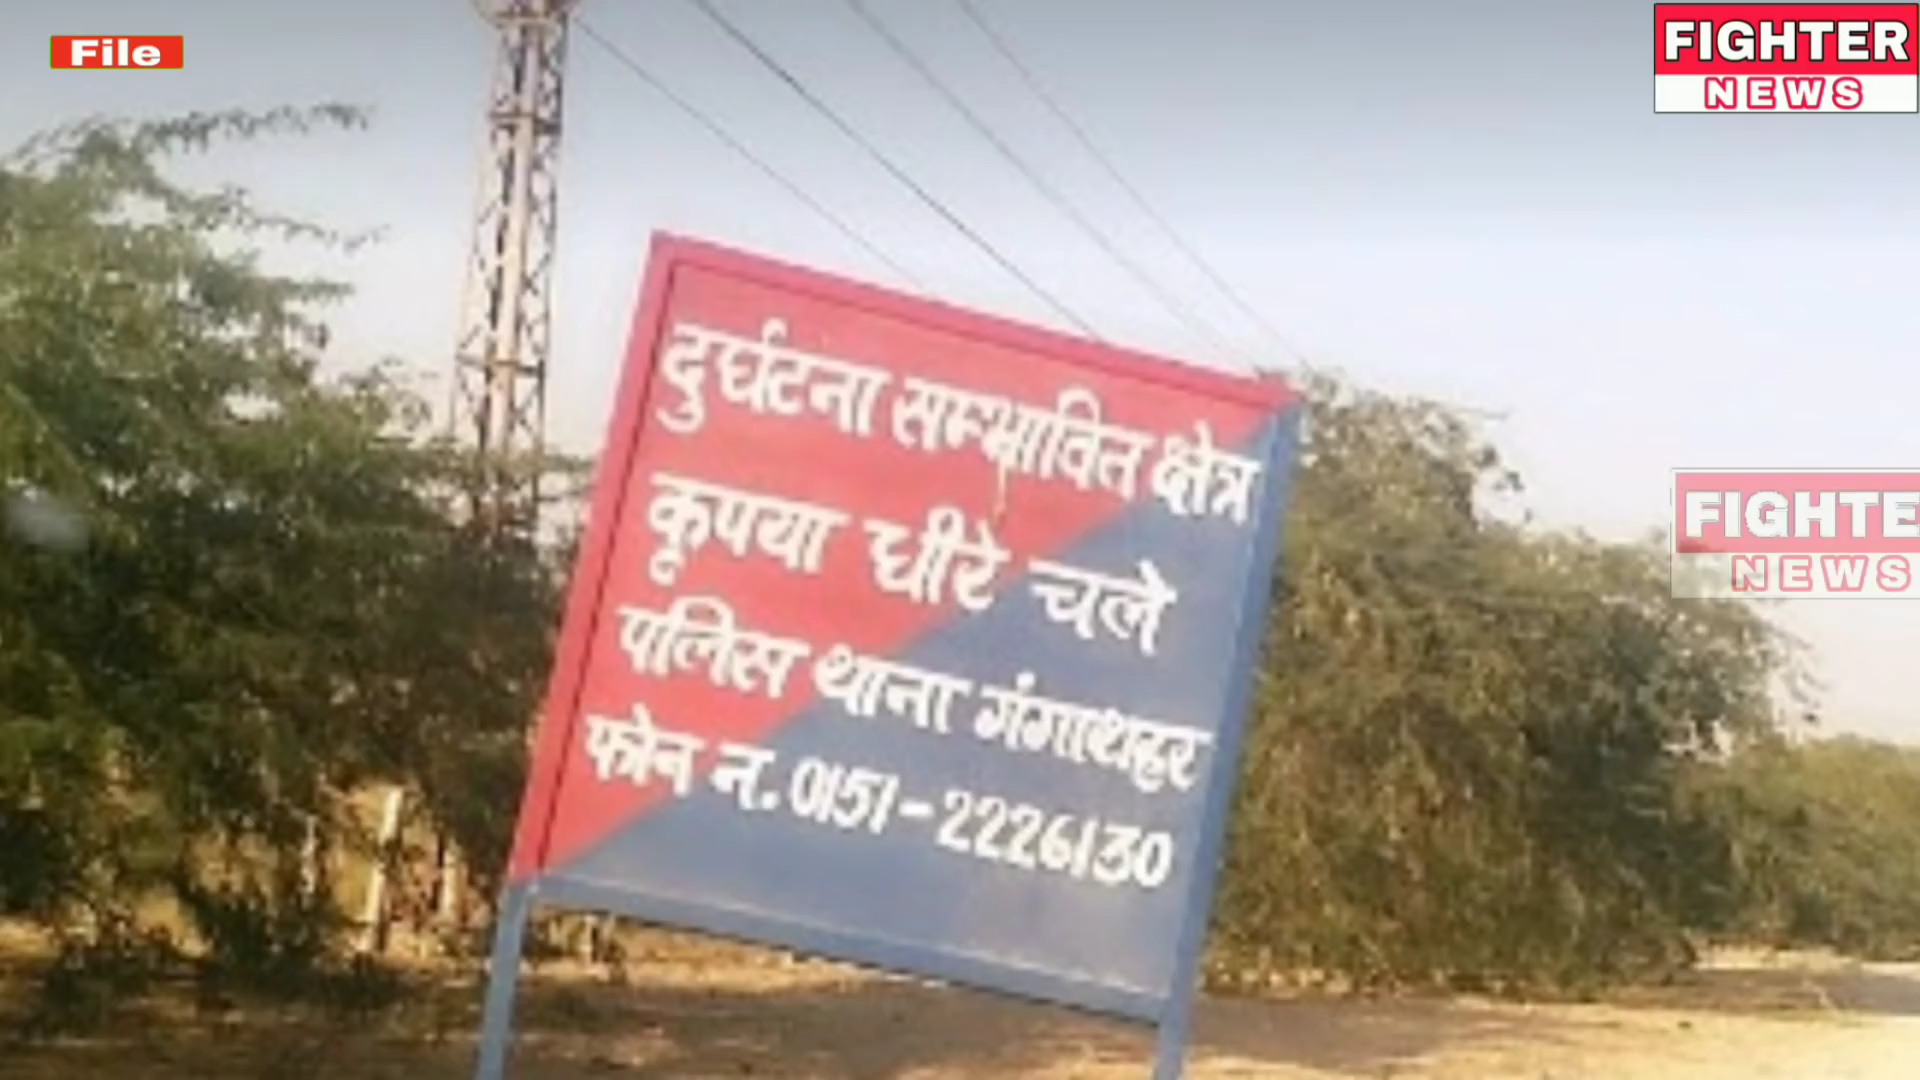 File
FIGHTER
NEWS
दुर्घटना सम्भावित क्षेत्र
कृपया धीरे चले
पुलिस थाना गंगाशहर
फोन न. 0151-2226130
FIGHTE
NEWS